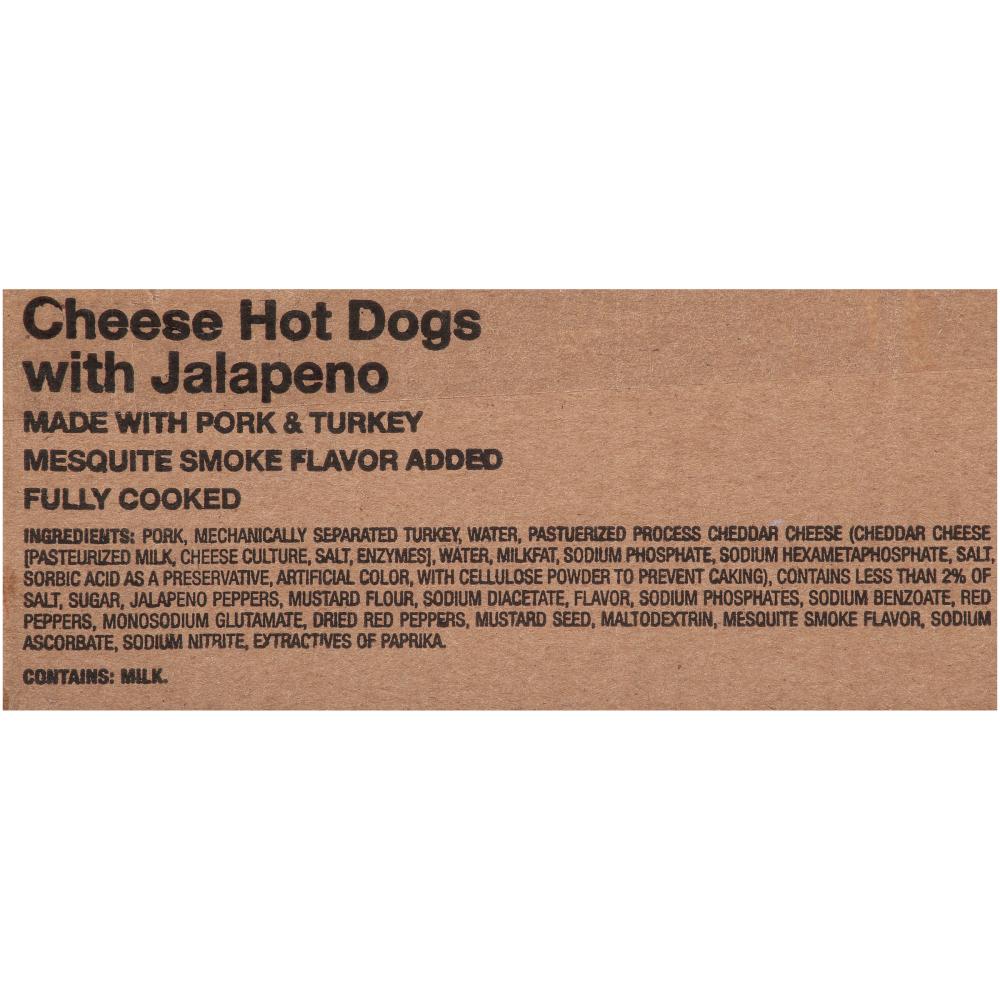 Cheese Hot Dogs
with Jalapeno
MADE WITH PORK & TURKEY
MESQUITE SMOKE FLAVOR ADDED
FULLY COOKED
INGREDIENTS: PORK, MECHANICALLY SEPARATED TURKEY, WATER, PASTUERIZED PROCESS CHEDDAR CHEESE (CHEDDAR CHEESE
[PASTEURIZED MILK, CHEESE CULTURE, SALT, ENZYMES], WATER, MILKFAT, SODIUM PHOSPHATE, SODIUM HEXAMETAPHOSPHATE, SALT,
SORBIC ACID AS A PRESERVATIVE, ARTIFICIAL COLOR, WITH CELLULOSE POWDER TO PREVENT CAKING), CONTAINS LESS THAN 2% OF
SALT, SUGAR, JALAPENO PEPPERS, MUSTARD FLOUR, SODIUM DIACETATE, FLAVOR, SODIUM PHOSPHATES, SODIUM BENZOATE, RED
PEPPERS, MONOSODIUM GLUTAMATE, DRIED RED PEPPERS, MUSTARD SEED, MALTODEXTRIN, MESQUITE SMOKE FLAVOR, SODIUM
ASCORBATE, SODIUM NITRITE, EXTRACTIVES OF PAPRIKA.
CONTAINS: MILK.